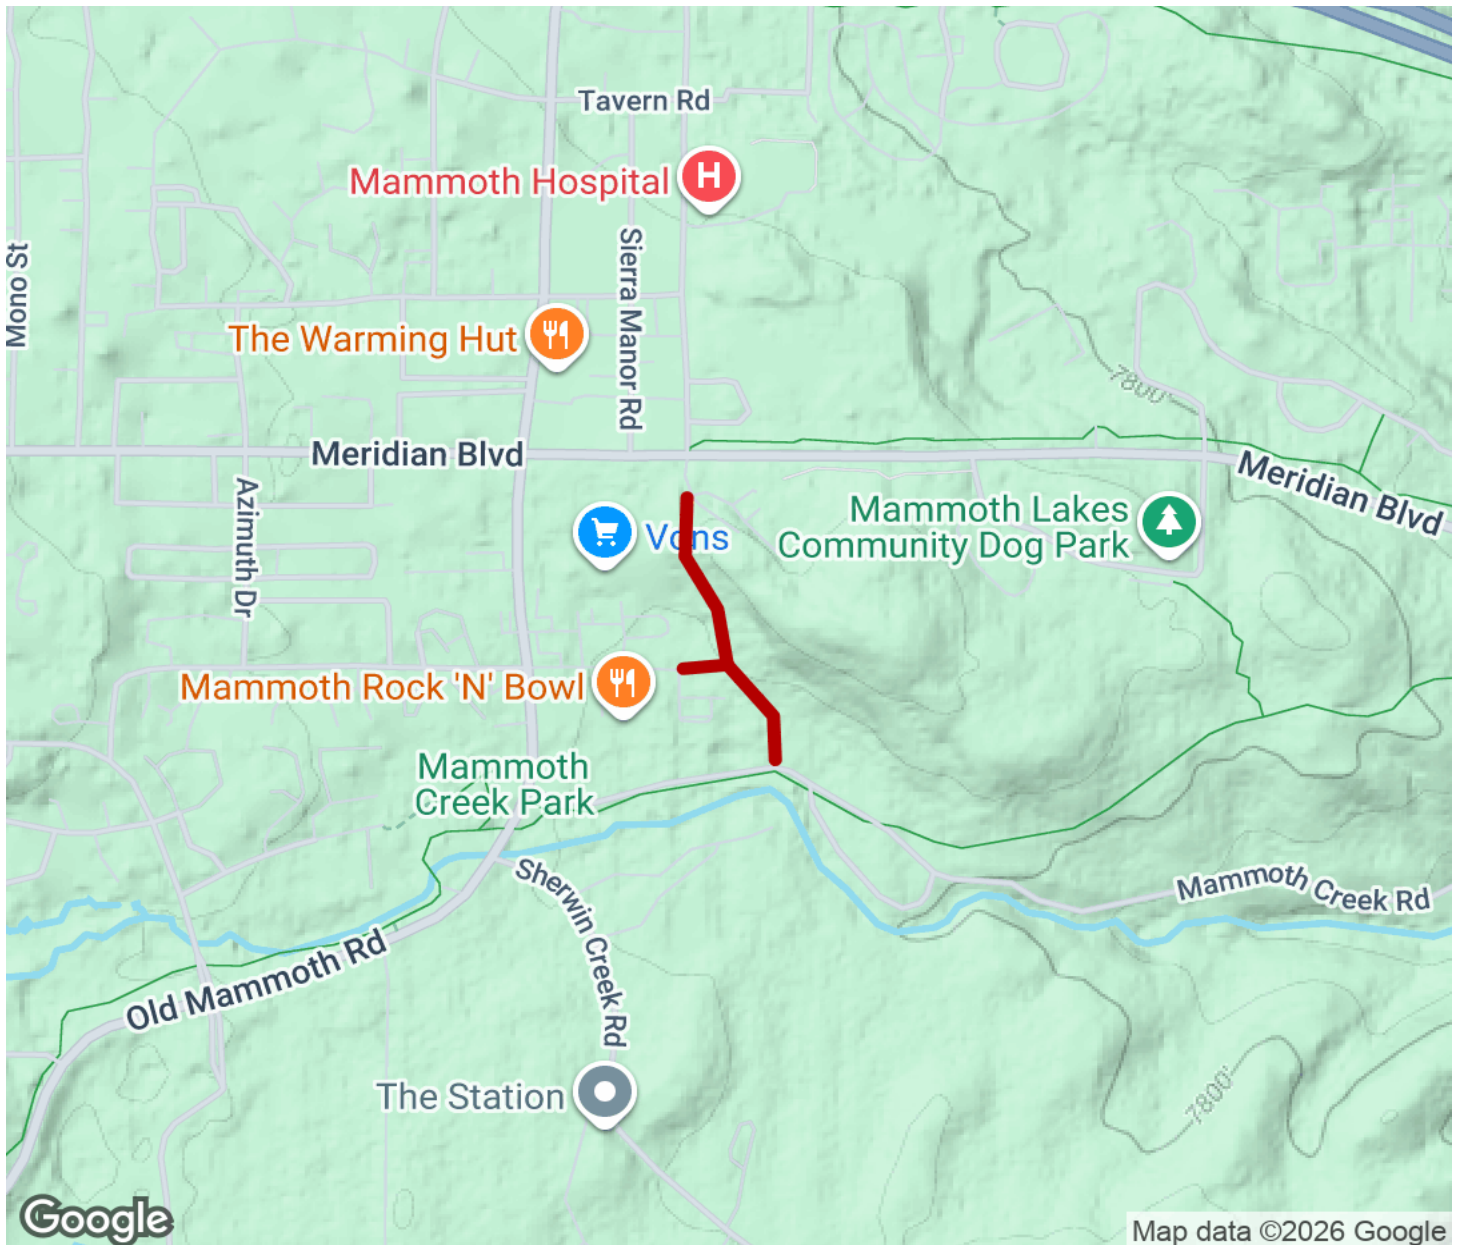 Tavern Rd
Mammoth Hospital
H
Mono St
Sierra Manor Rd
The Warming Hut
7800'
Meridian Blvd
Meridian Blvd
Azimuth Dr
Vons
Mammoth Lakes
Community Dog Park
Mammoth Rock 'N' Bowl
Mammoth
Creek Park
Sherwin Creek Rd
Mammoth Creek Rd
Old Mammoth Rd
The Station
7800'
Google
Map data ©2026 Google